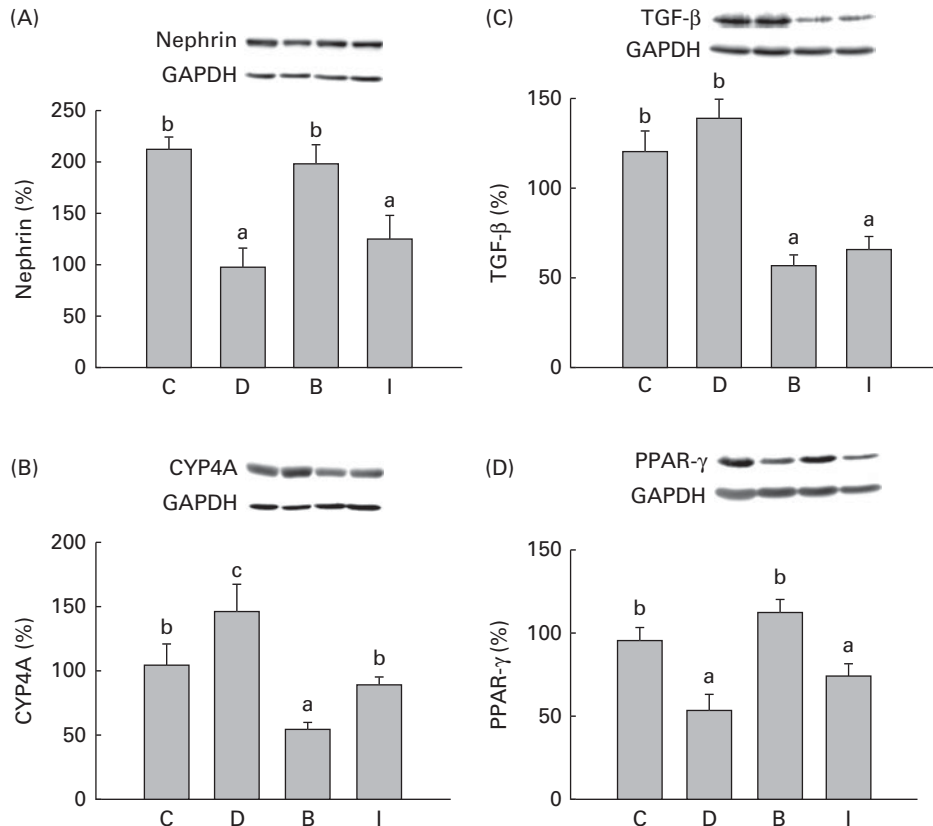 (A)
Nephrin
GAPDH
250
200
150
100
50
0
Nephrin (%)
b
a
b
a
C D B I
(C)
TGF-β
GAPDH
150
100
50
0
TGF-β (%)
b
b
a
a
C D B I
(B)
CYP4A
GAPDH
200
150
100
50
0
CYP4A (%)
b
c
a
b
C D B I
(D)
PPAR-γ
GAPDH
150
100
50
0
PPAR-γ (%)
b
a
b
a
C D B I